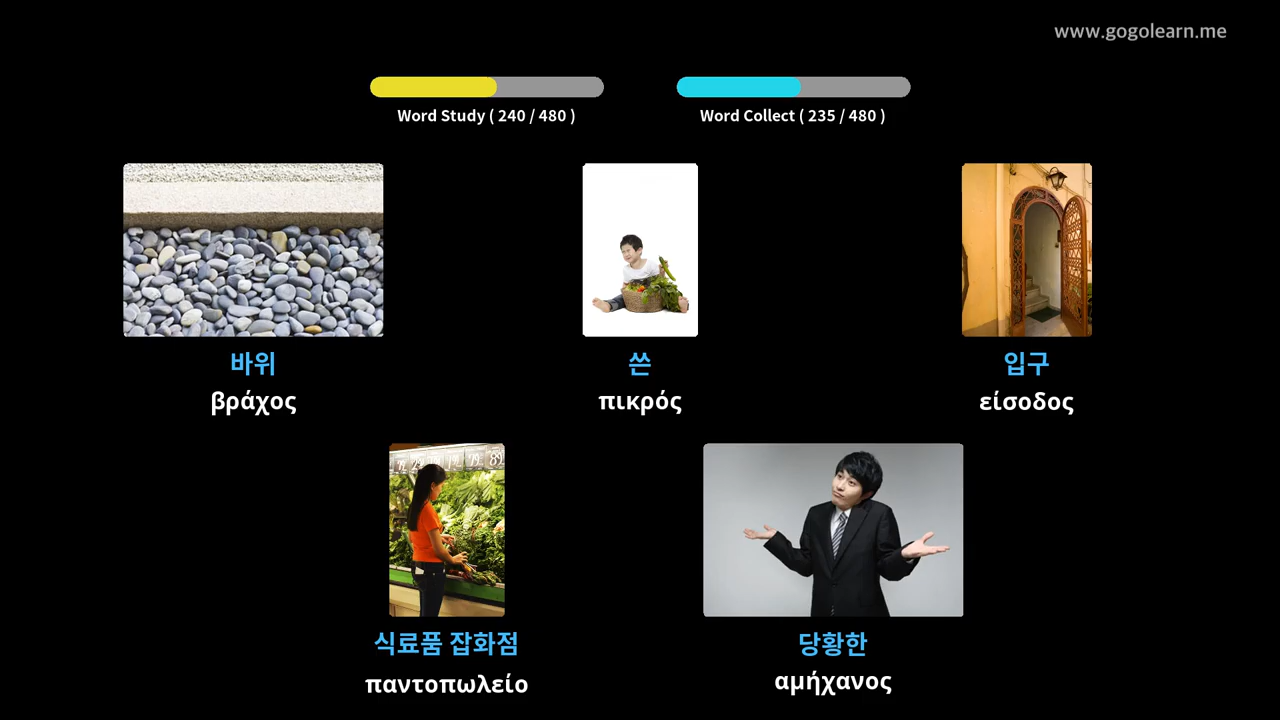 www.gogolearn.me
Word Study ( 240 / 480 )
Word Collect ( 235 / 480 )
바위
βράχος
쓴
πικρός
입구
είσοδος
식료품 잡화점
παντοπωλείο
당황한
αμήχανος